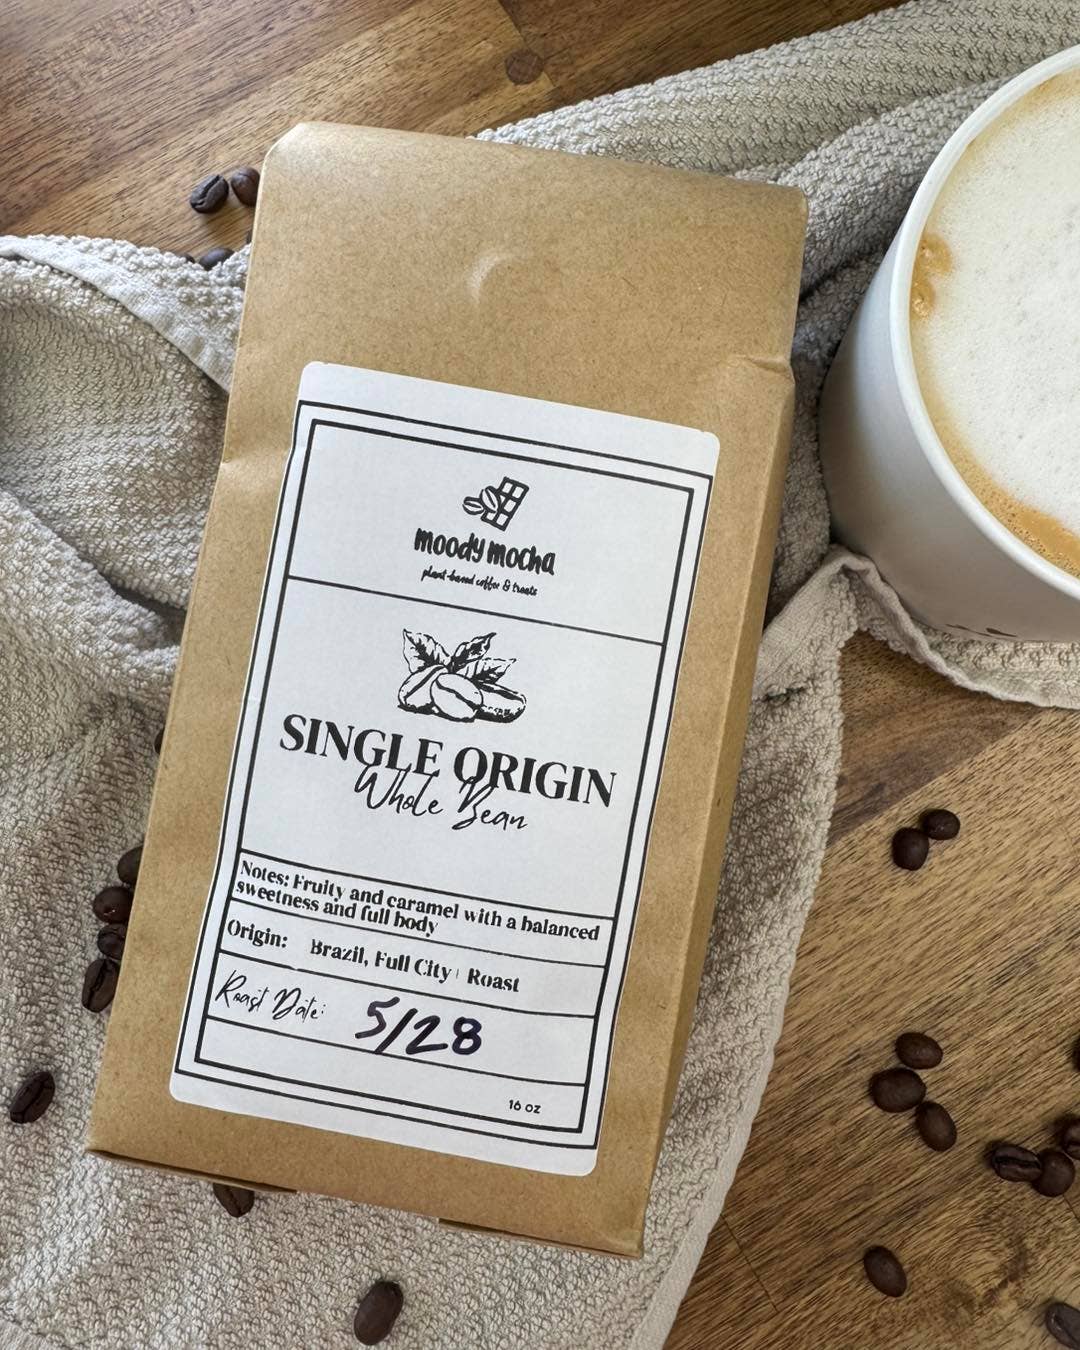 moody mocha
plant-based coffee & treats
SINGLE ORIGIN
Whole Bean
Notes: Fruity and caramel with a balanced
sweetness and full body
Origin: Brazil, Full City+ Roast
Roast Date: 5/28
16 oz